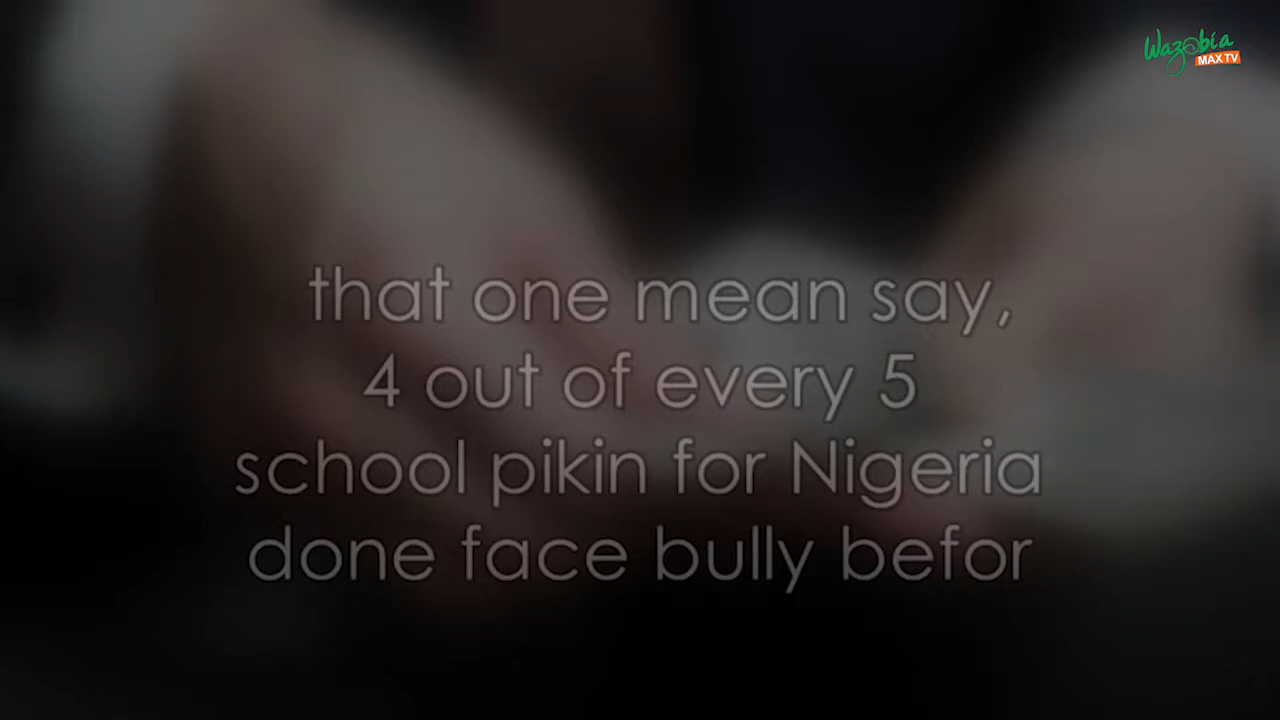 Wazobia
MAX TV
that one mean say,
4 out of every 5
school pikin for Nigeria
done face bully befor